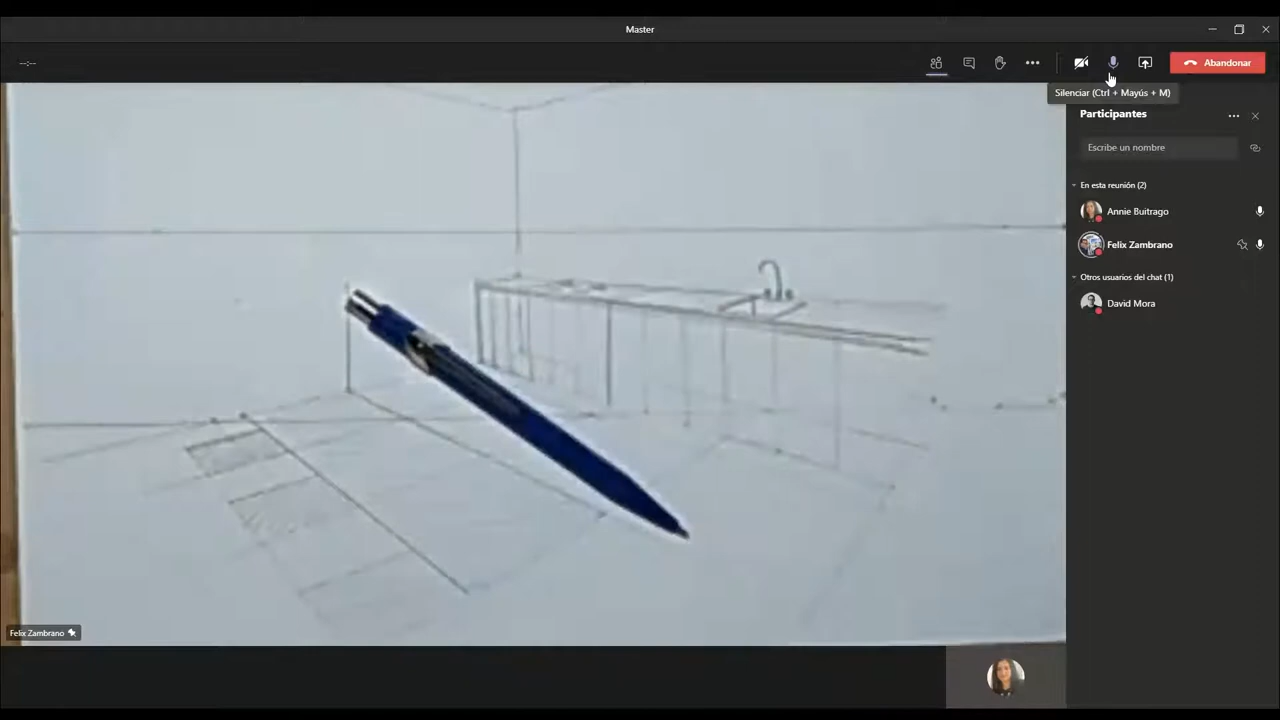 Master
Abandonar
Silenciar (Ctrl + Mayús + M)
Participantes
Escribe un nombre
En esta reunión (2)
Annie Buitrago
Felix Zambrano
Otros usuarios del chat (1)
David Mora
Felix Zambrano